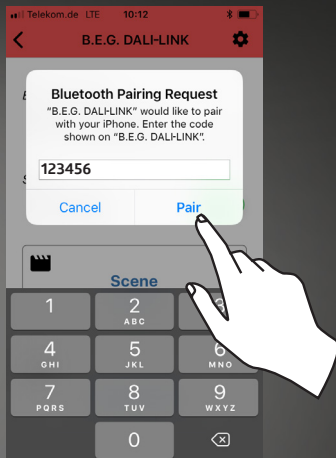 Telekom.de LTE 10:12
B.E.G. DALI-LINK
Bluetooth Pairing Request
"B.E.G. DALI-LINK" would like to pair
with your iPhone. Enter the code
shown on "B.E.G. DALI-LINK".
123456
Cancel Pair
Scene
1 2 3
ABC
4 5 6
GHI JKL MNO
7 8 9
PQRS TUV WXYZ
0